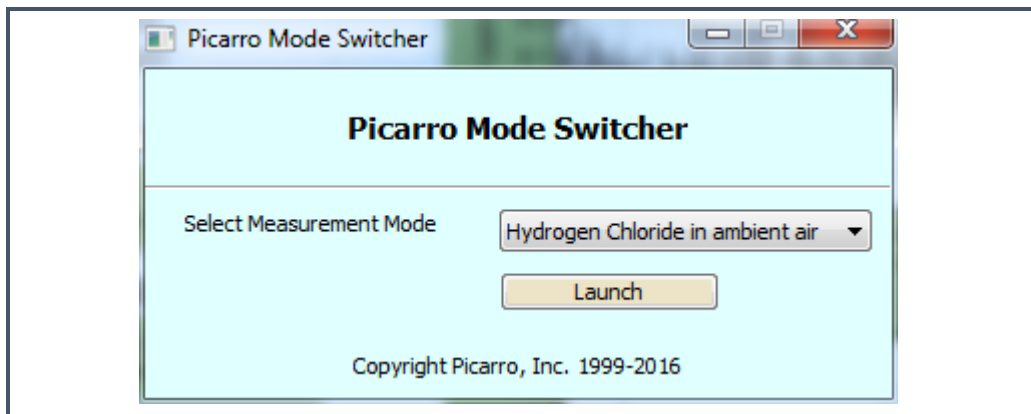 Picarro Mode Switcher
Picarro Mode Switcher
Select Measurement Mode
Hydrogen Chloride in ambient air
Launch
Copyright Picarro, Inc. 1999-2016